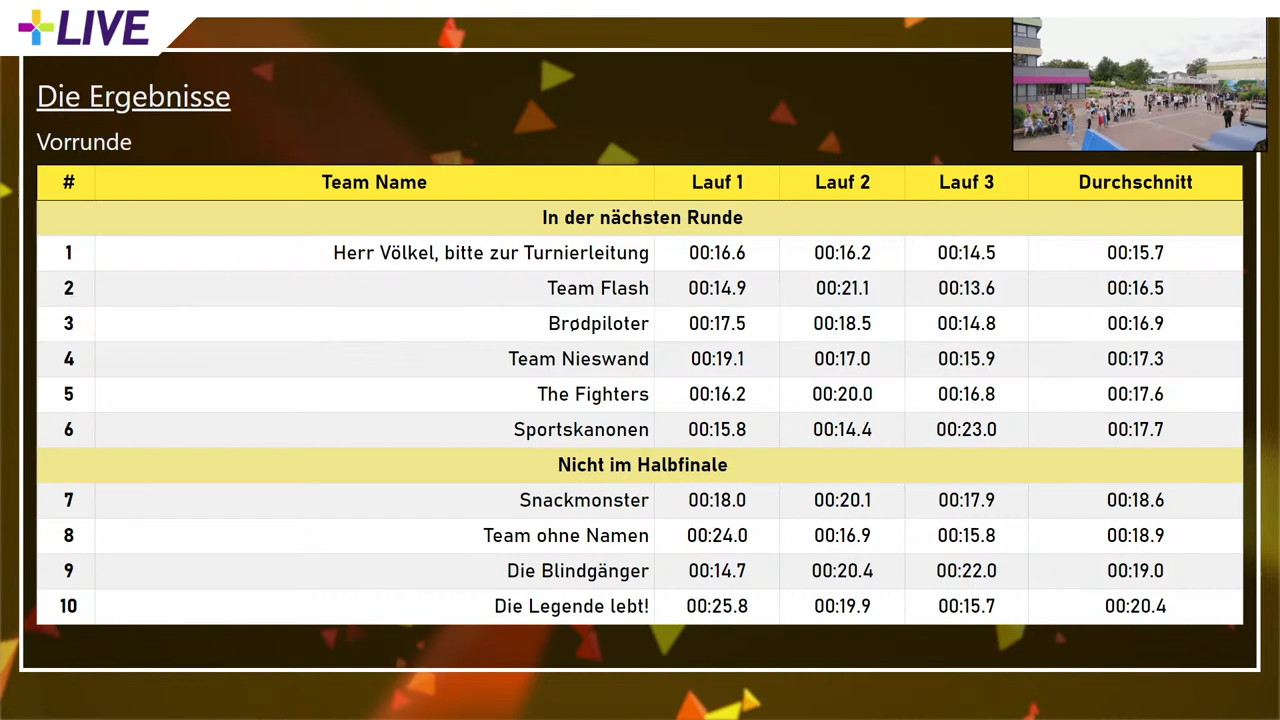 LIVE
Die Ergebnisse
Vorrunde
# Team Name Lauf 1 Lauf 2 Lauf 3 Durchschnitt
In der nächsten Runde
1 Herr Völkel, bitte zur Turnierleitung 00:16.6 00:16.2 00:14.5 00:15.7
2 Team Flash 00:14.9 00:21.1 00:13.6 00:16.5
3 Brødpiloter 00:17.5 00:18.5 00:14.8 00:16.9
4 Team Nieswand 00:19.1 00:17.0 00:15.9 00:17.3
5 The Fighters 00:16.2 00:20.0 00:16.8 00:17.6
6 Sportskanonen 00:15.8 00:14.4 00:23.0 00:17.7
Nicht im Halbfinale
7 Snackmonster 00:18.0 00:20.1 00:17.9 00:18.6
8 Team ohne Namen 00:24.0 00:16.9 00:15.8 00:18.9
9 Die Blindgänger 00:14.7 00:20.4 00:22.0 00:19.0
10 Die Legende lebt! 00:25.8 00:19.9 00:15.7 00:20.4